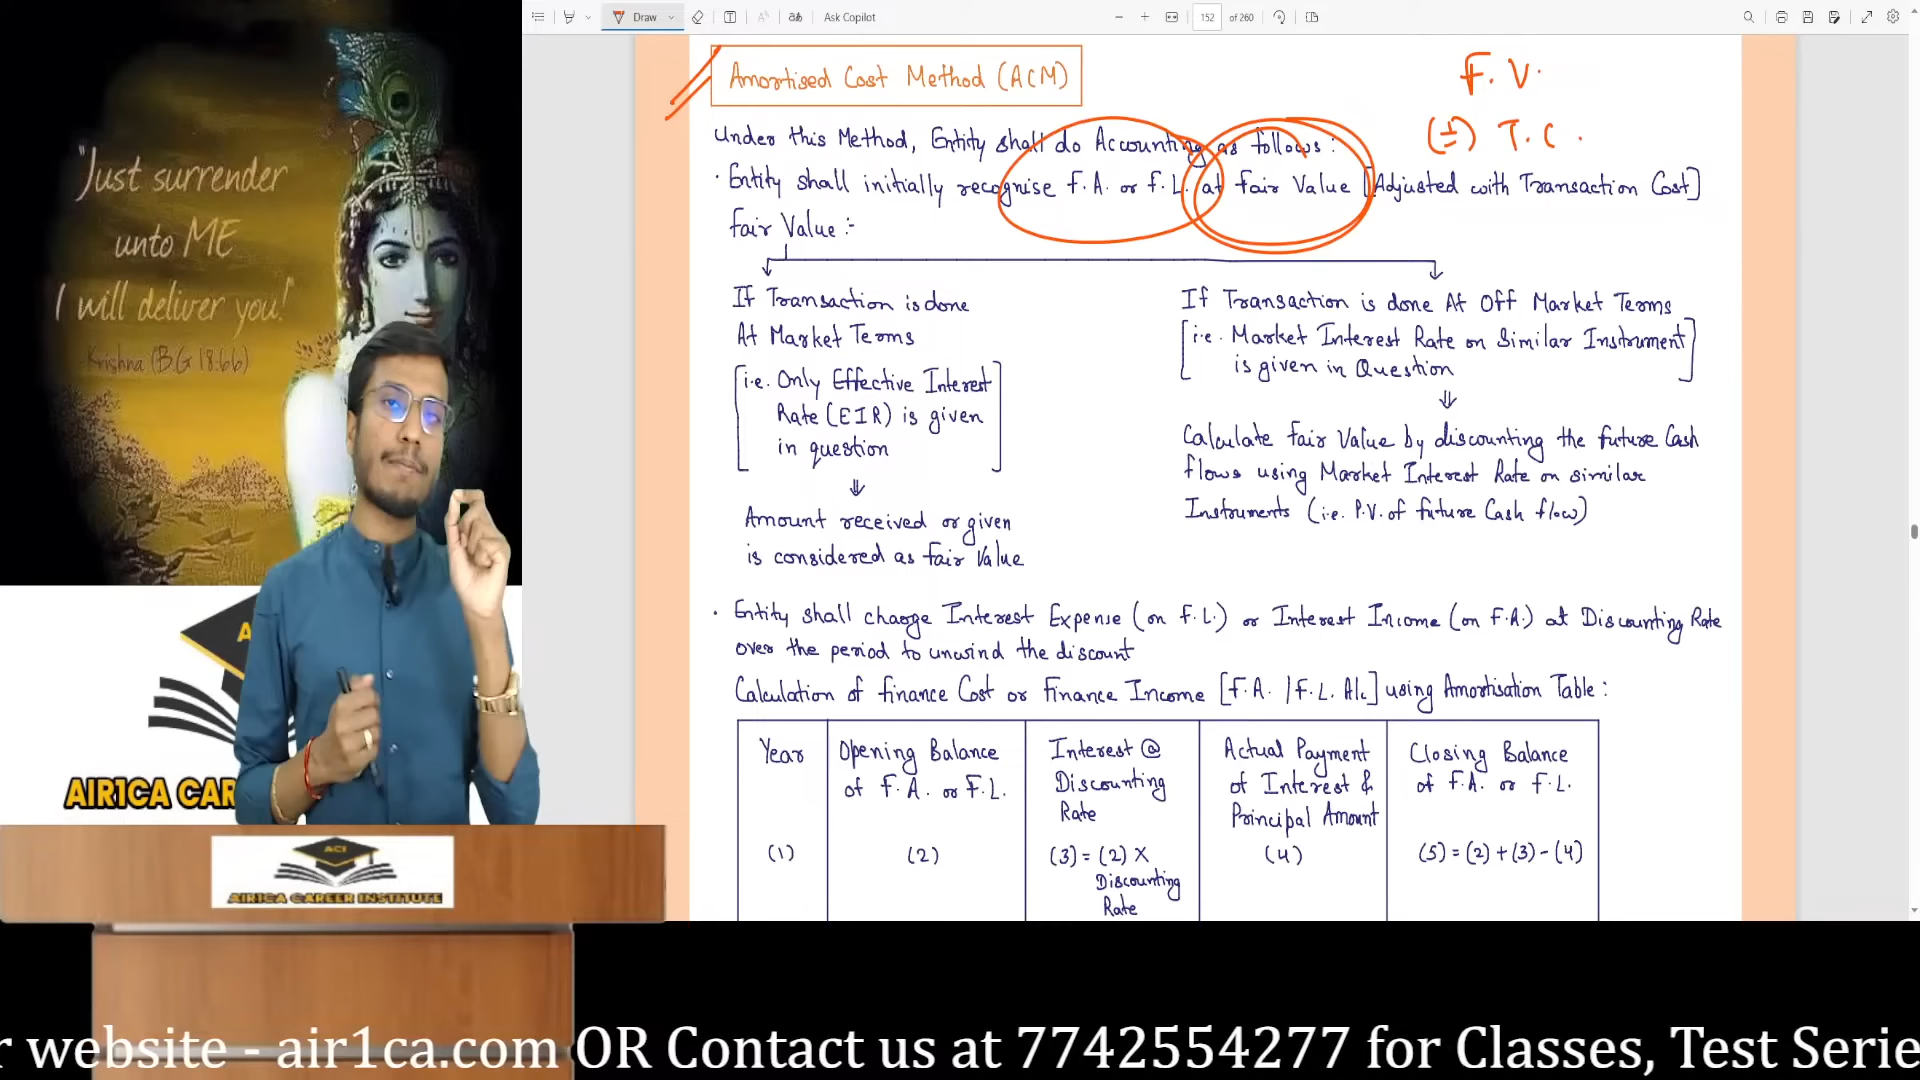 Draw
Ask Copilot
152 of 260
Amortised Cost Method (ACM)
F.V.
(±) T.C.
Under this Method, Entity shall do Accounting as follows:
· Entity shall initially recognise F.A. or F.L. at Fair Value [Adjusted with Transaction Cost]
Fair Value :-
If Transaction is done
At Market Terms
[i.e. Only Effective Interest
Rate (EIR) is given
in question]
⇓
Amount received or given
is considered as Fair Value
If Transaction is done At Off Market Terms
[i.e. Market Interest Rate on Similar Instrument
is given in Question]
⇓
Calculate Fair Value by discounting the Future Cash
flows using Market Interest Rate on similar
Instruments (i.e. P.V. of Future Cash flow)
· Entity shall charge Interest Expense (on F.L.) or Interest Income (on F.A.) at Discounting Rate
over the period to unwind the discount
Calculation of Finance Cost or Finance Income [F.A. | F.L. A/c] using Amortisation Table :
Year
(1)
Opening Balance
of F.A. or F.L.
(2)
Interest @
Discounting
Rate
(3) = (2) X
Discounting
Rate
Actual Payment
of Interest &
Principal Amount
(4)
Closing Balance
of F.A. or F.L.
(5) = (2) + (3) - (4)
"Just surrender
unto ME
I will deliver you!"
Krishna (B.G 18:66)
AIR1CA CAR
ACI
AIR1CA CAREER INSTITUTE
r website - air1ca.com OR Contact us at 7742554277 for Classes, Test Serie